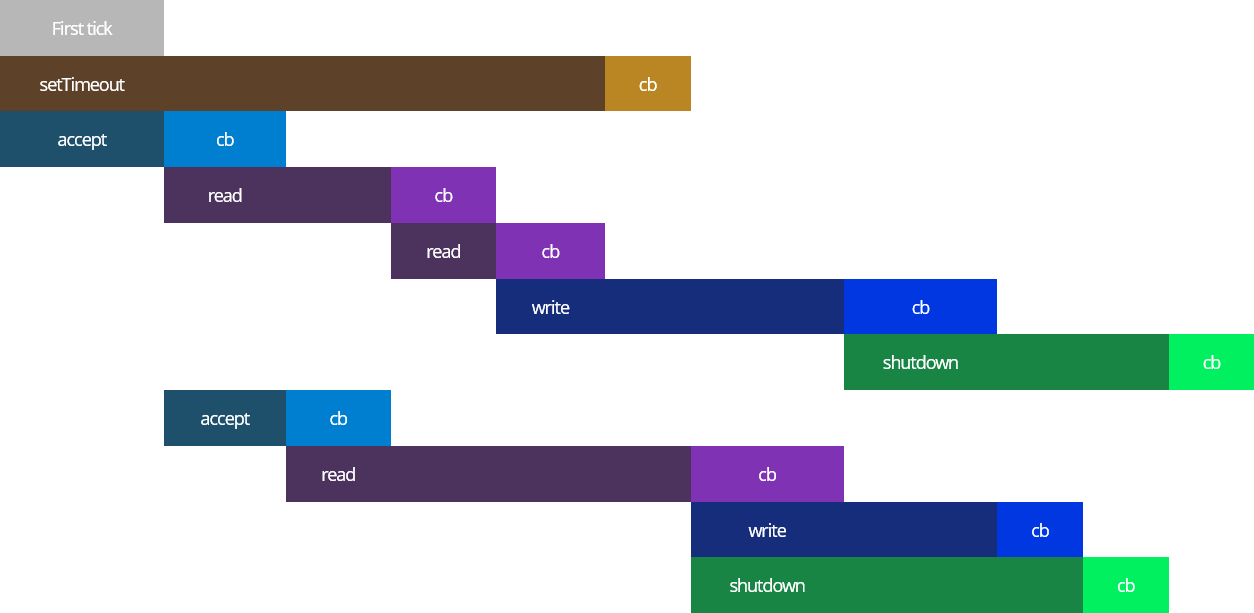 First tick
setTimeout cb
accept cb
read cb
read cb
write cb
shutdown cb
accept cb
read cb
write cb
shutdown cb